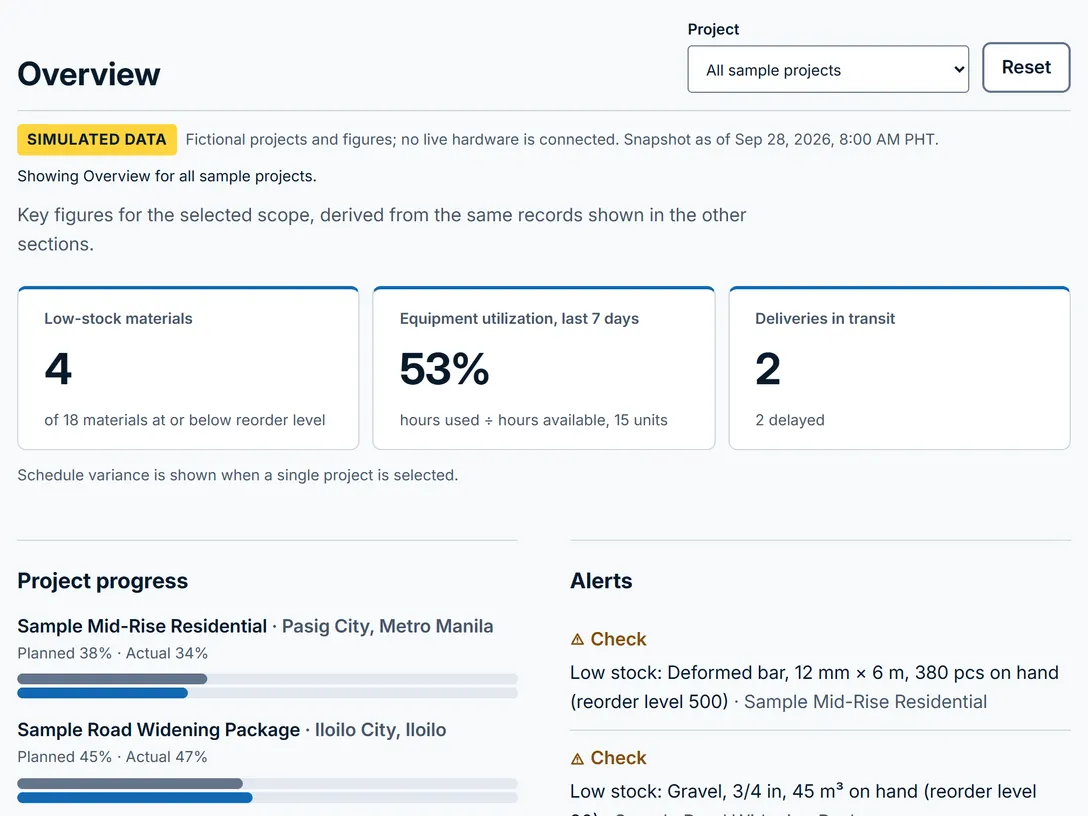 Project
Overview
All sample projects
Reset
SIMULATED DATA
Fictional projects and figures; no live hardware is connected. Snapshot as of Sep 28, 2026, 8:00 AM PHT.
Showing Overview for all sample projects.
Key figures for the selected scope, derived from the same records shown in the other
sections.
Low-stock materials
4
of 18 materials at or below reorder level
Equipment utilization, last 7 days
53%
hours used ÷ hours available, 15 units
Deliveries in transit
2
2 delayed
Schedule variance is shown when a single project is selected.
Project progress
Sample Mid-Rise Residential · Pasig City, Metro Manila
Planned 38% · Actual 34%
Sample Road Widening Package · Iloilo City, Iloilo
Planned 45% · Actual 47%
Alerts
⚠ Check
Low stock: Deformed bar, 12 mm × 6 m, 380 pcs on hand
(reorder level 500) · Sample Mid-Rise Residential
⚠ Check
Low stock: Gravel, 3/4 in, 45 m³ on hand (reorder level